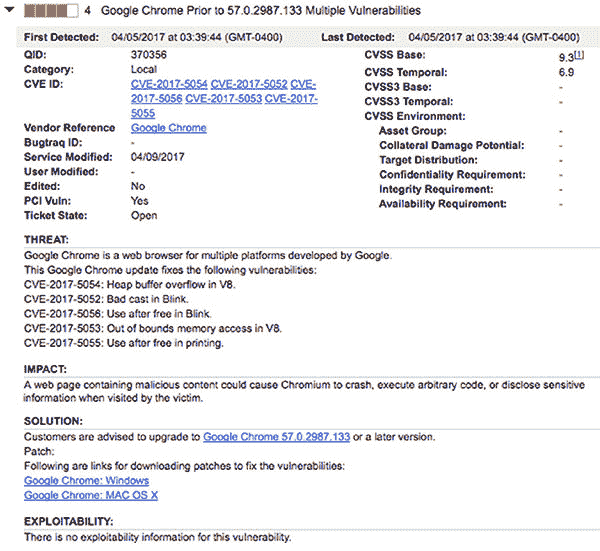 4 Google Chrome Prior to 57.0.2987.133 Multiple Vulnerabilities
First Detected: 04/05/2017 at 03:39:44 (GMT-0400) Last Detected: 04/05/2017 at 03:39:44 (GMT-0400)
QID: 370356
Category: Local
CVE ID: CVE-2017-5054 CVE-2017-5052 CVE-
2017-5056 CVE-2017-5053 CVE-2017-
5055
Vendor Reference Google Chrome
Bugtraq ID: -
Service Modified: 04/09/2017
User Modified: -
Edited: No
PCI Vuln: Yes
Ticket State: Open
CVSS Base: 9.3[1]
CVSS Temporal: 6.9
CVSS3 Base: -
CVSS3 Temporal: -
CVSS Environment:
Asset Group: -
Collateral Damage Potential: -
Target Distribution: -
Confidentiality Requirement: -
Integrity Requirement: -
Availability Requirement: -
THREAT:
Google Chrome is a web browser for multiple platforms developed by Google.
This Google Chrome update fixes the following vulnerabilities:
CVE-2017-5054: Heap buffer overflow in V8.
CVE-2017-5052: Bad cast in Blink.
CVE-2017-5056: Use after free in Blink.
CVE-2017-5053: Out of bounds memory access in V8.
CVE-2017-5055: Use after free in printing.
IMPACT:
A web page containing malicious content could cause Chromium to crash, execute arbitrary code, or disclose sensitive
information when visited by the victim.
SOLUTION:
Customers are advised to upgrade to Google Chrome 57.0.2987.133 or a later version.
Patch:
Following are links for downloading patches to fix the vulnerabilities:
Google Chrome: Windows
Google Chrome: MAC OS X
EXPLOITABILITY:
There is no exploitability information for this vulnerability.